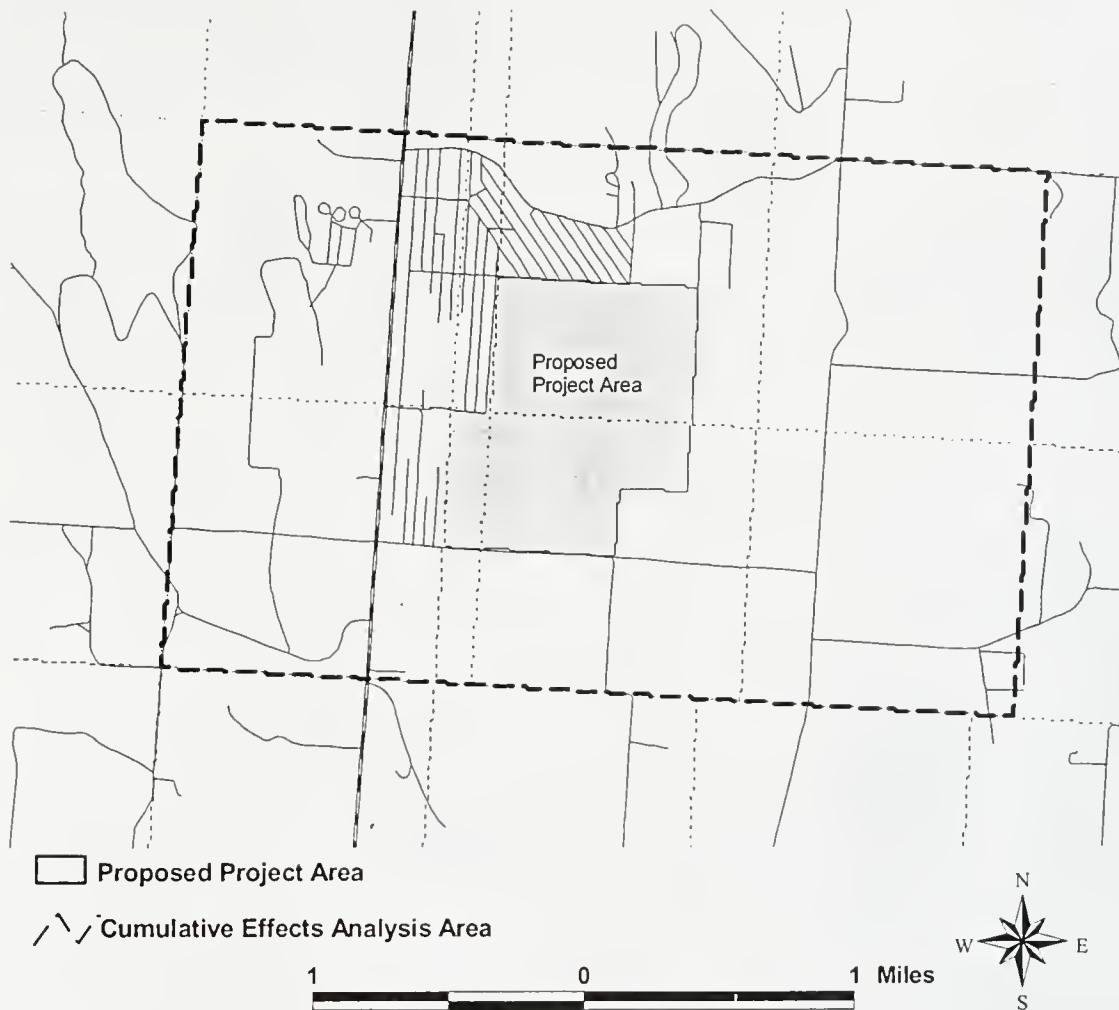 Proposed
Project Area
Proposed Project Area
Cumulative Effects Analysis Area
N
W E
S
1 0 1 Miles